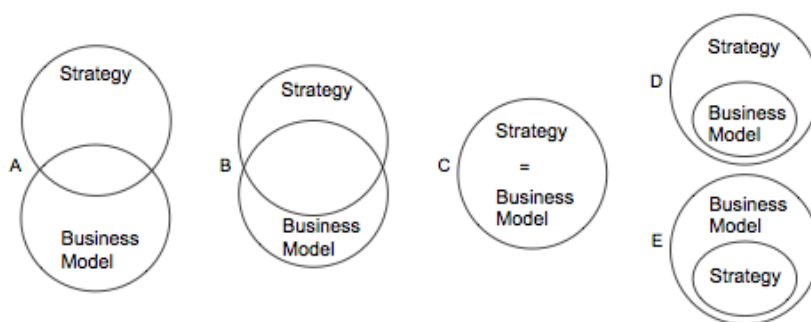 A
Strategy
Business
Model
B
Strategy
Business
Model
C
Strategy
=
Business
Model
D
Strategy
Business
Model
E
Business
Model
Strategy